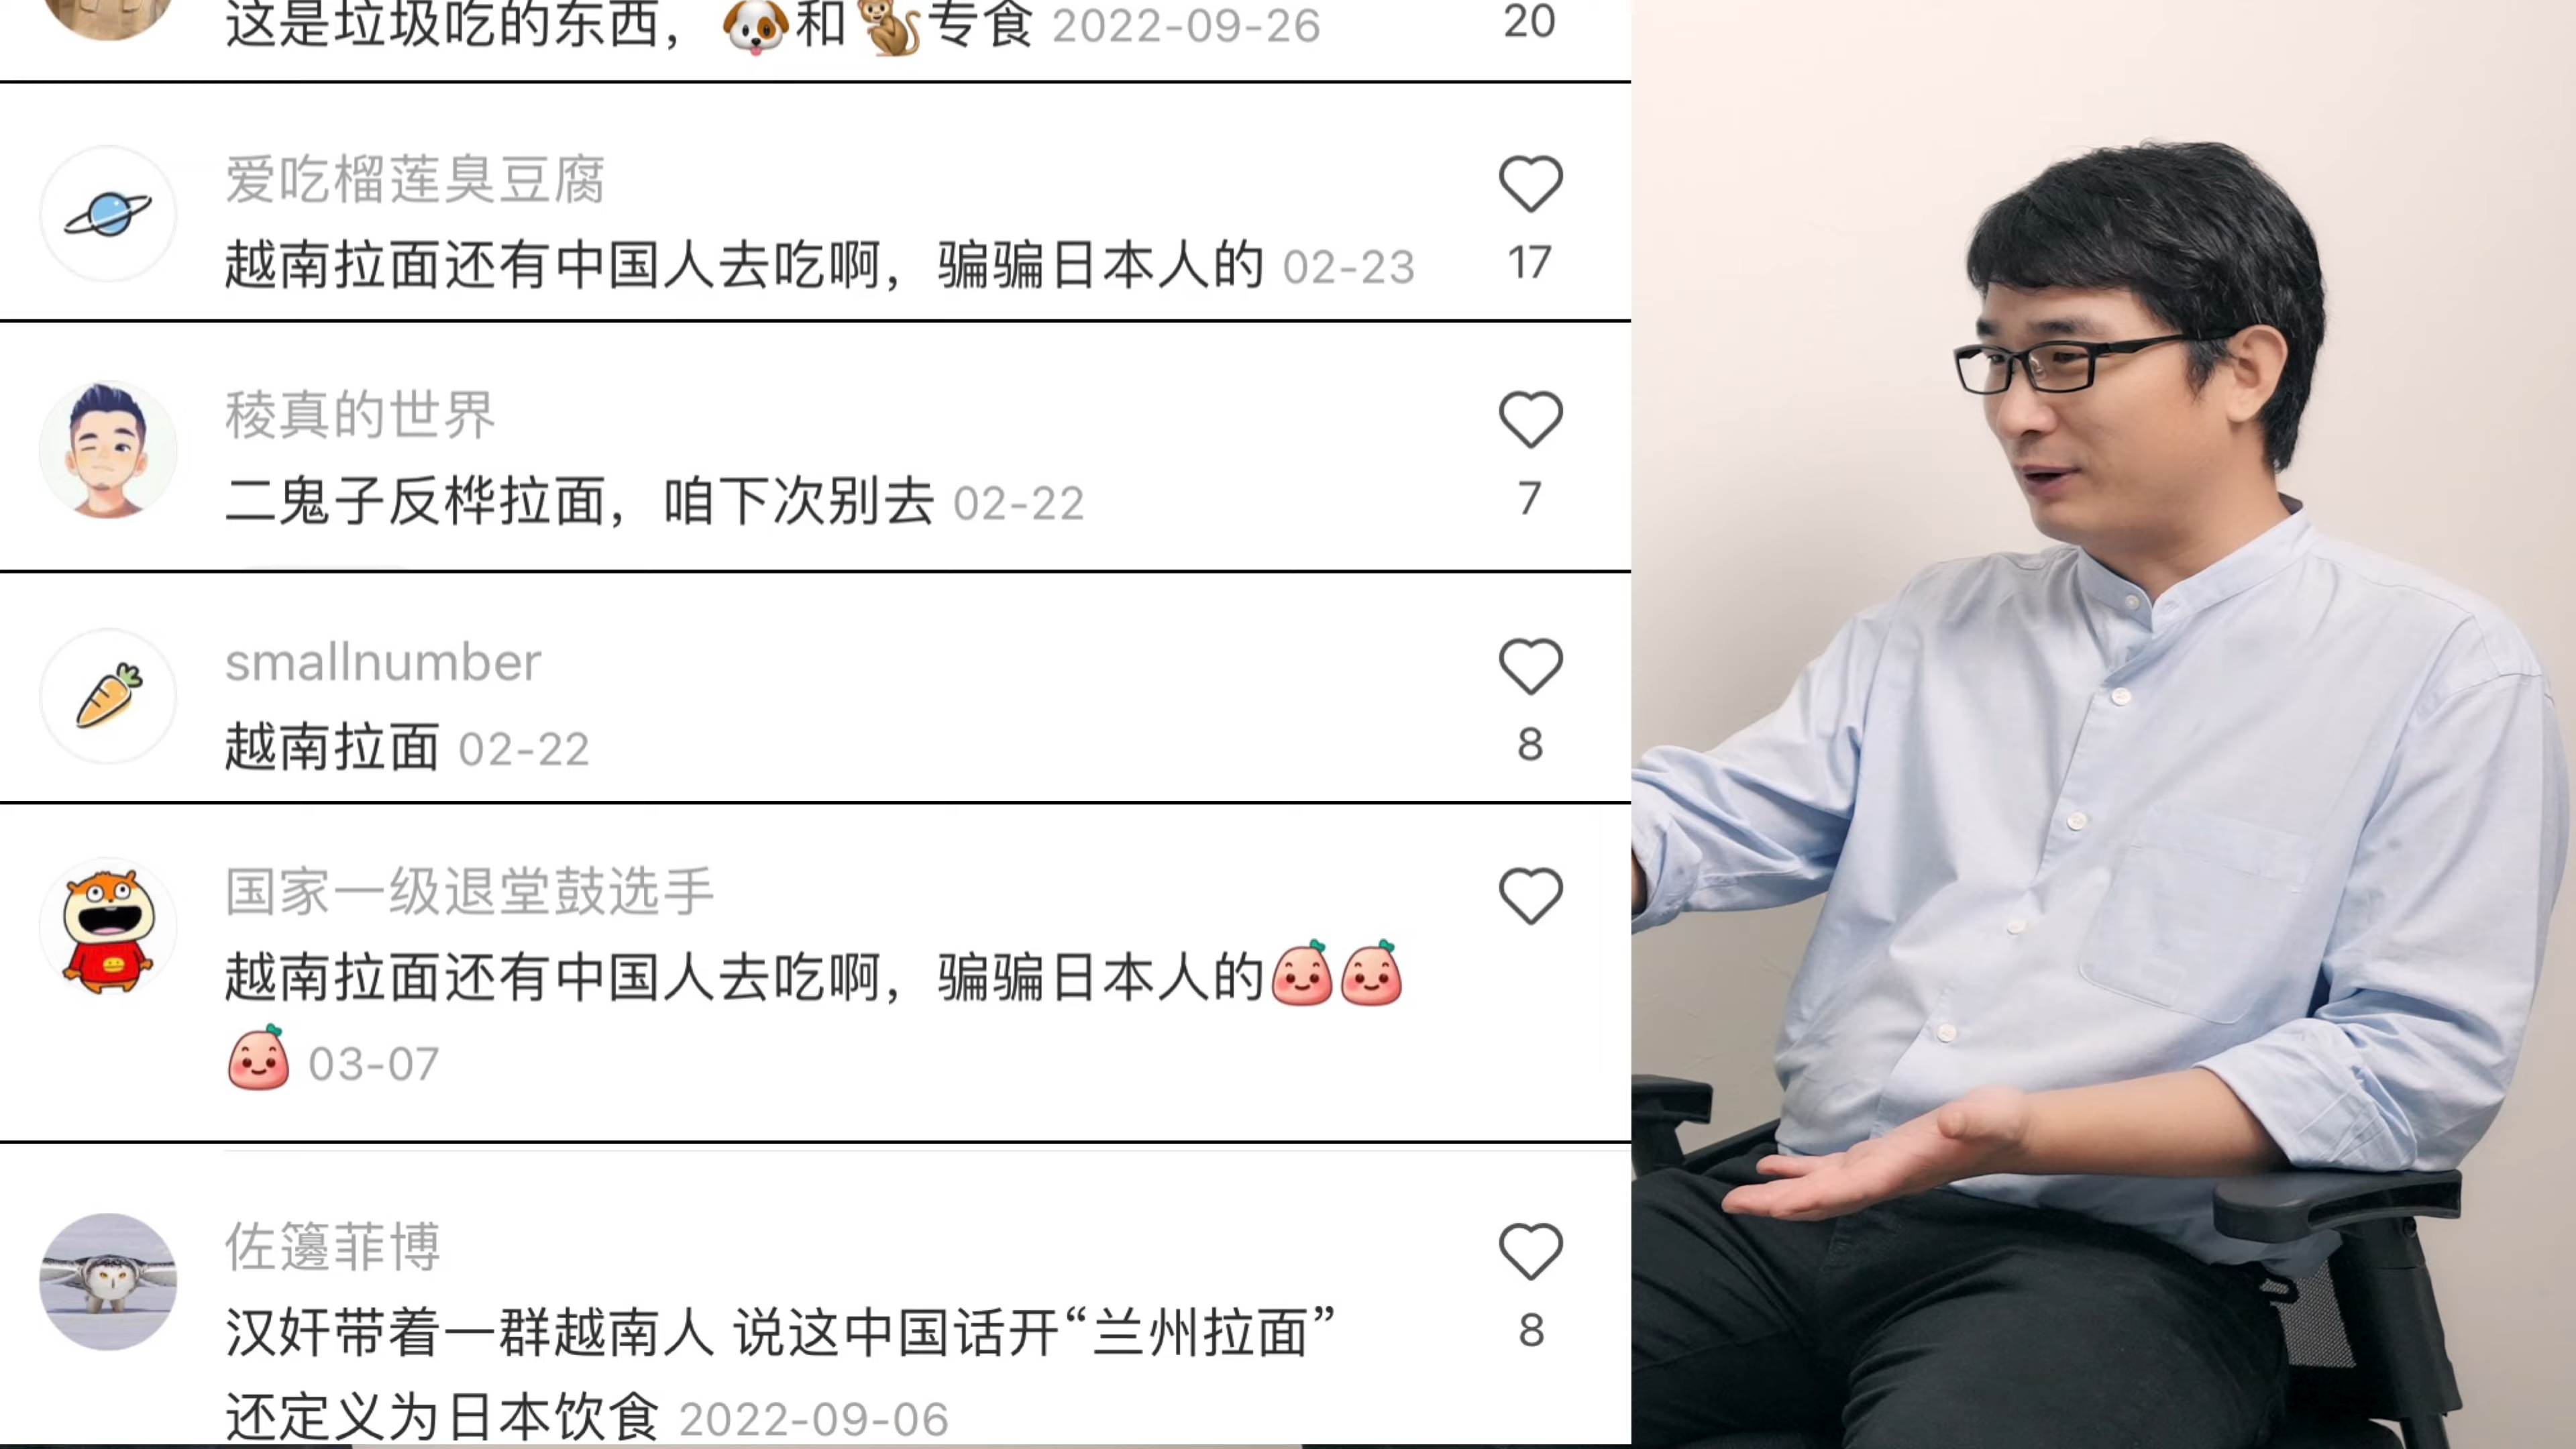 这是垃圾吃的东西，🐶和🐒专食 2022-09-26
20
爱吃榴莲臭豆腐
越南拉面还有中国人去吃啊，骗骗日本人的 02-23
17
稜真的世界
二鬼子反桦拉面，咱下次别去 02-22
7
smallnumber
越南拉面 02-22
8
国家一级退堂鼓选手
越南拉面还有中国人去吃啊，骗骗日本人的
03-07
佐籩菲博
汉奸带着一群越南人 说这中国话开“兰州拉面”
8
还定义为日本饮食 2022-09-06